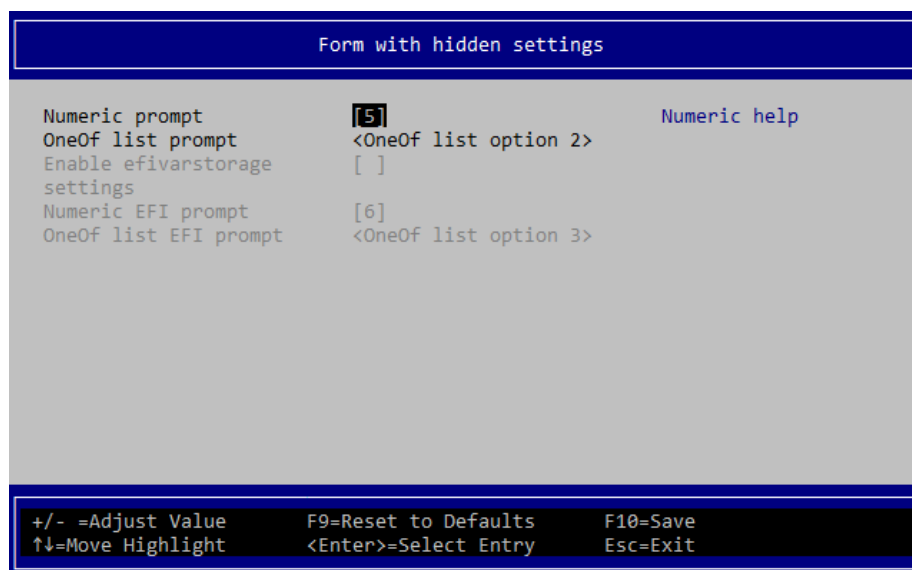 Form with hidden settings
Numeric prompt [5] Numeric help
OneOf list prompt <OneOf list option 2>
Enable efivarstorage [ ]
settings
Numeric EFI prompt [6]
OneOf list EFI prompt <OneOf list option 3>
+/- =Adjust Value F9=Reset to Defaults F10=Save
↑↓=Move Highlight <Enter>=Select Entry Esc=Exit